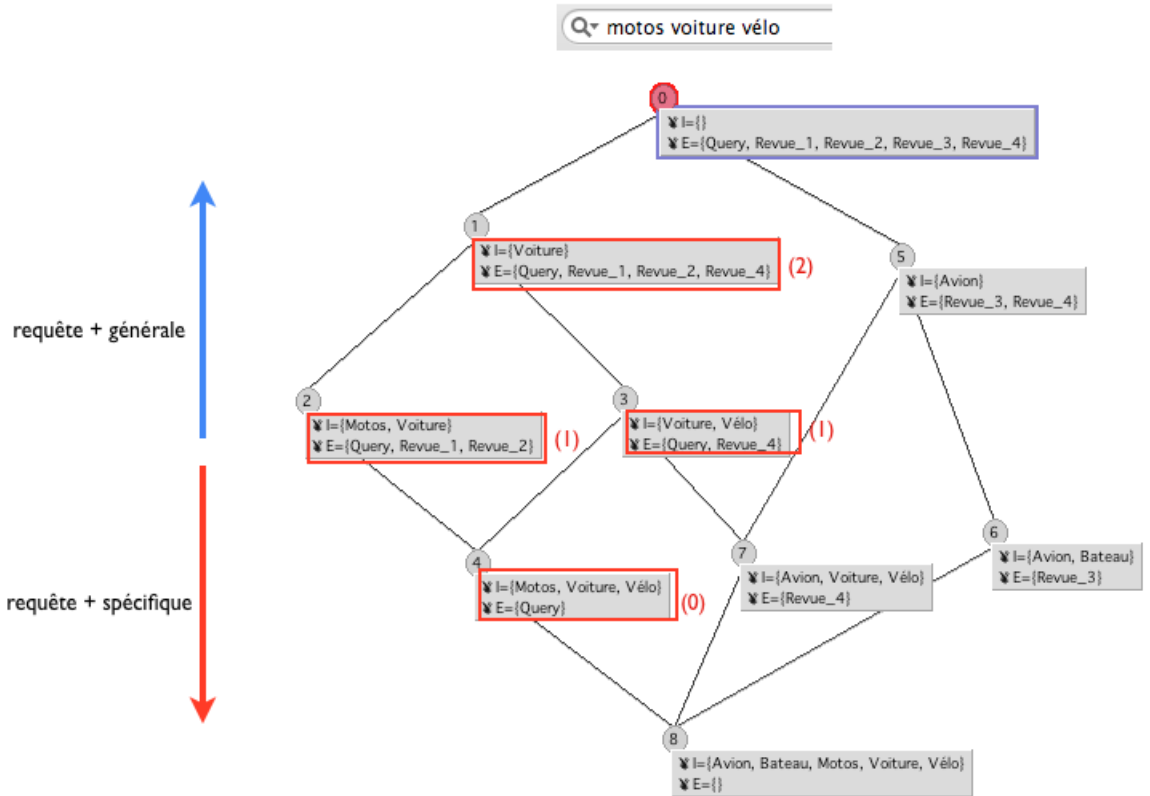 motos voiture vélo
0
I={}
E={Query, Revue_1, Revue_2, Revue_3, Revue_4}
1
I={Voiture}
E={Query, Revue_1, Revue_2, Revue_4}
(2)
5
I={Avion}
E={Revue_3, Revue_4}
requête + générale
2
I={Motos, Voiture}
E={Query, Revue_1, Revue_2}
(1)
3
I={Voiture, Vélo}
E={Query, Revue_4}
(1)
requête + spécifique
4
I={Motos, Voiture, Vélo}
E={Query}
(0)
7
I={Avion, Voiture, Vélo}
E={Revue_4}
6
I={Avion, Bateau}
E={Revue_3}
8
I={Avion, Bateau, Motos, Voiture, Vélo}
E={}